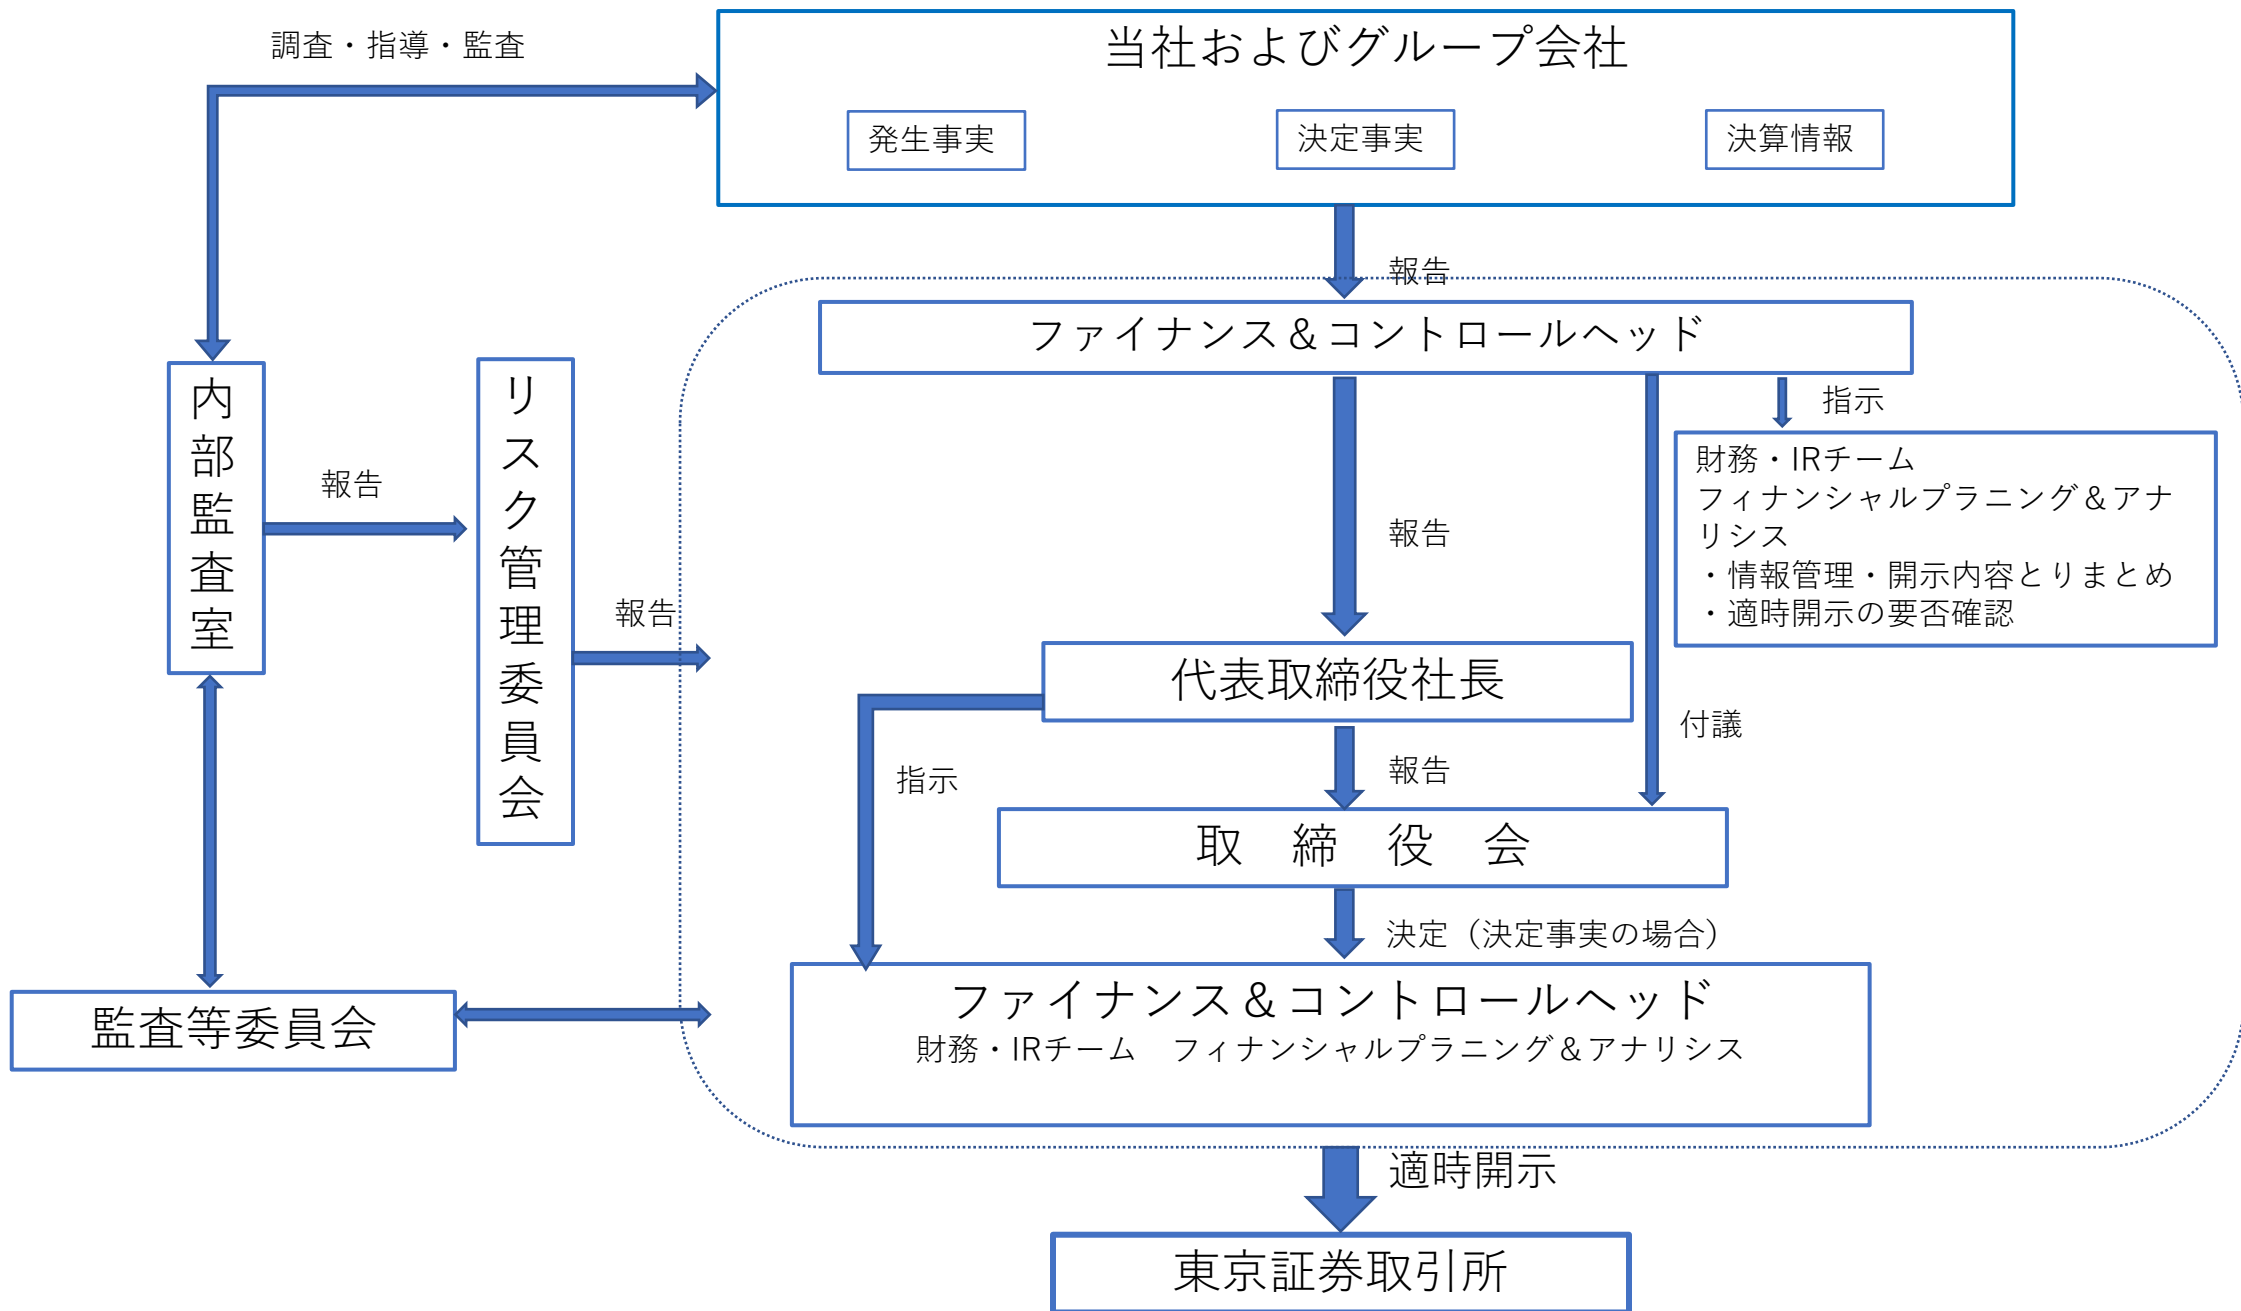 調査・指導・監査
当社およびグループ会社
発生事実
決定事実
決算情報
報告
ファイナンス＆コントロールヘッド
指示
財務・IRチーム
フィナンシャルプラニング＆アナ
リシス
・情報管理・開示内容とりまとめ
・適時開示の要否確認
内部監査室
報告
リスク管理委員会
報告
報告
代表取締役社長
付議
指示
報告
取　締　役　会
決定（決定事実の場合）
監査等委員会
ファイナンス＆コントロールヘッド
財務・IRチーム　フィナンシャルプラニング＆アナリシス
適時開示
東京証券取引所